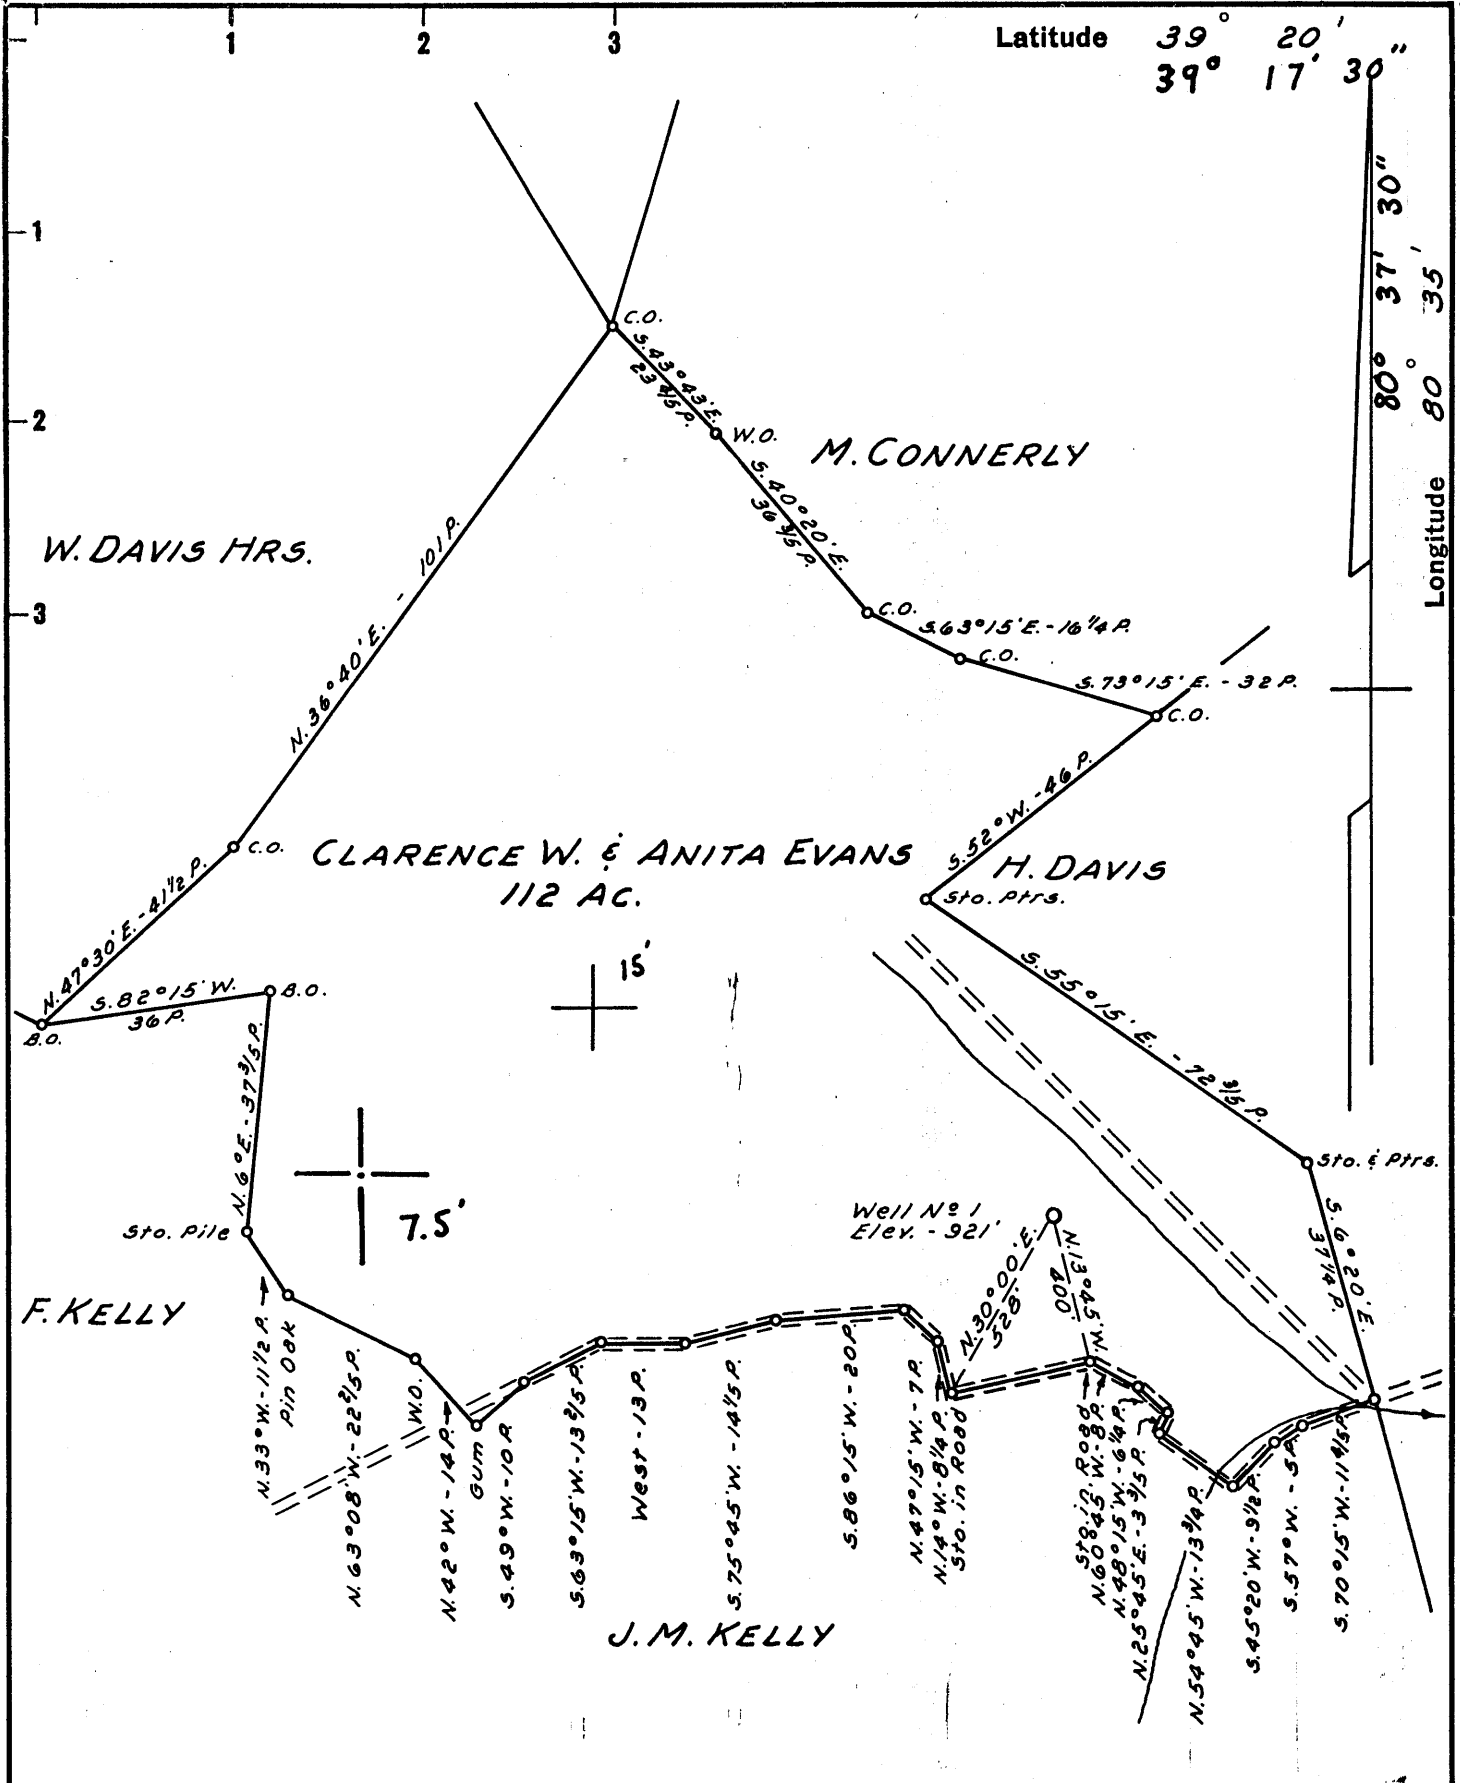 1 2 3
Latitude 39° 20'
39° 17' 30"
80° 37' 30"
Longitude 80° 35'
1
2
3
C.O.
S.43°43'E.
W.O.
M. CONNERLY
S.40°20'E.
36 3/5 P.
W. DAVIS HRS.
N.36°40'E. - 101 P.
C.O.
S.63°15'E.-16 1/4 P.
C.O.
S.73°15'E. - 32 P.
C.O.
S.52°W. - 46 P.
C.O.
CLARENCE W. & ANITA EVANS
112 AC.
H. DAVIS
Sto. Ptrs.
N.47°30'E.-41 1/2 P.
S.82°15'W.
36 P.
B.O.
B.O.
15'
S.55°15'E. - 72 3/5 P.
N.6°E.-37 3/5 P.
Sto. & Ptrs.
7.5'
Sto. Pile
Well No 1
Elev. - 921'
N.30°00'E.
528'
N.13°45'W.
400'
S.6°20'E.
37 1/4 P.
F. KELLY
N.33°W.-11 1/2 P.
Pin Oak
N.63°08'W.-22 2/5 P.
W.O.
N.42°W.-14 P.
Gum
S.49°W.-10 P.
S.63°15'W.-13 2/5 P.
West-13 P.
S.75°45'W.-14 1/5 P.
S.86°15'W.-20 P.
N.47°15'W.-7 P.
N.14°W.-8 1/4 P.
Sto. in Road
Sto. in Road
N.60°45'W.-8 P.
N.48°15'W.-6 1/4 P.
N.25°45'E.-3 3/5 P.
N.54°45'W.-13 3/4 P.
S.45°20'W.-9 1/2 P.
S.57°W.-5 P.
S.70°15'W.-11 4/5 P.
J.M. KELLY